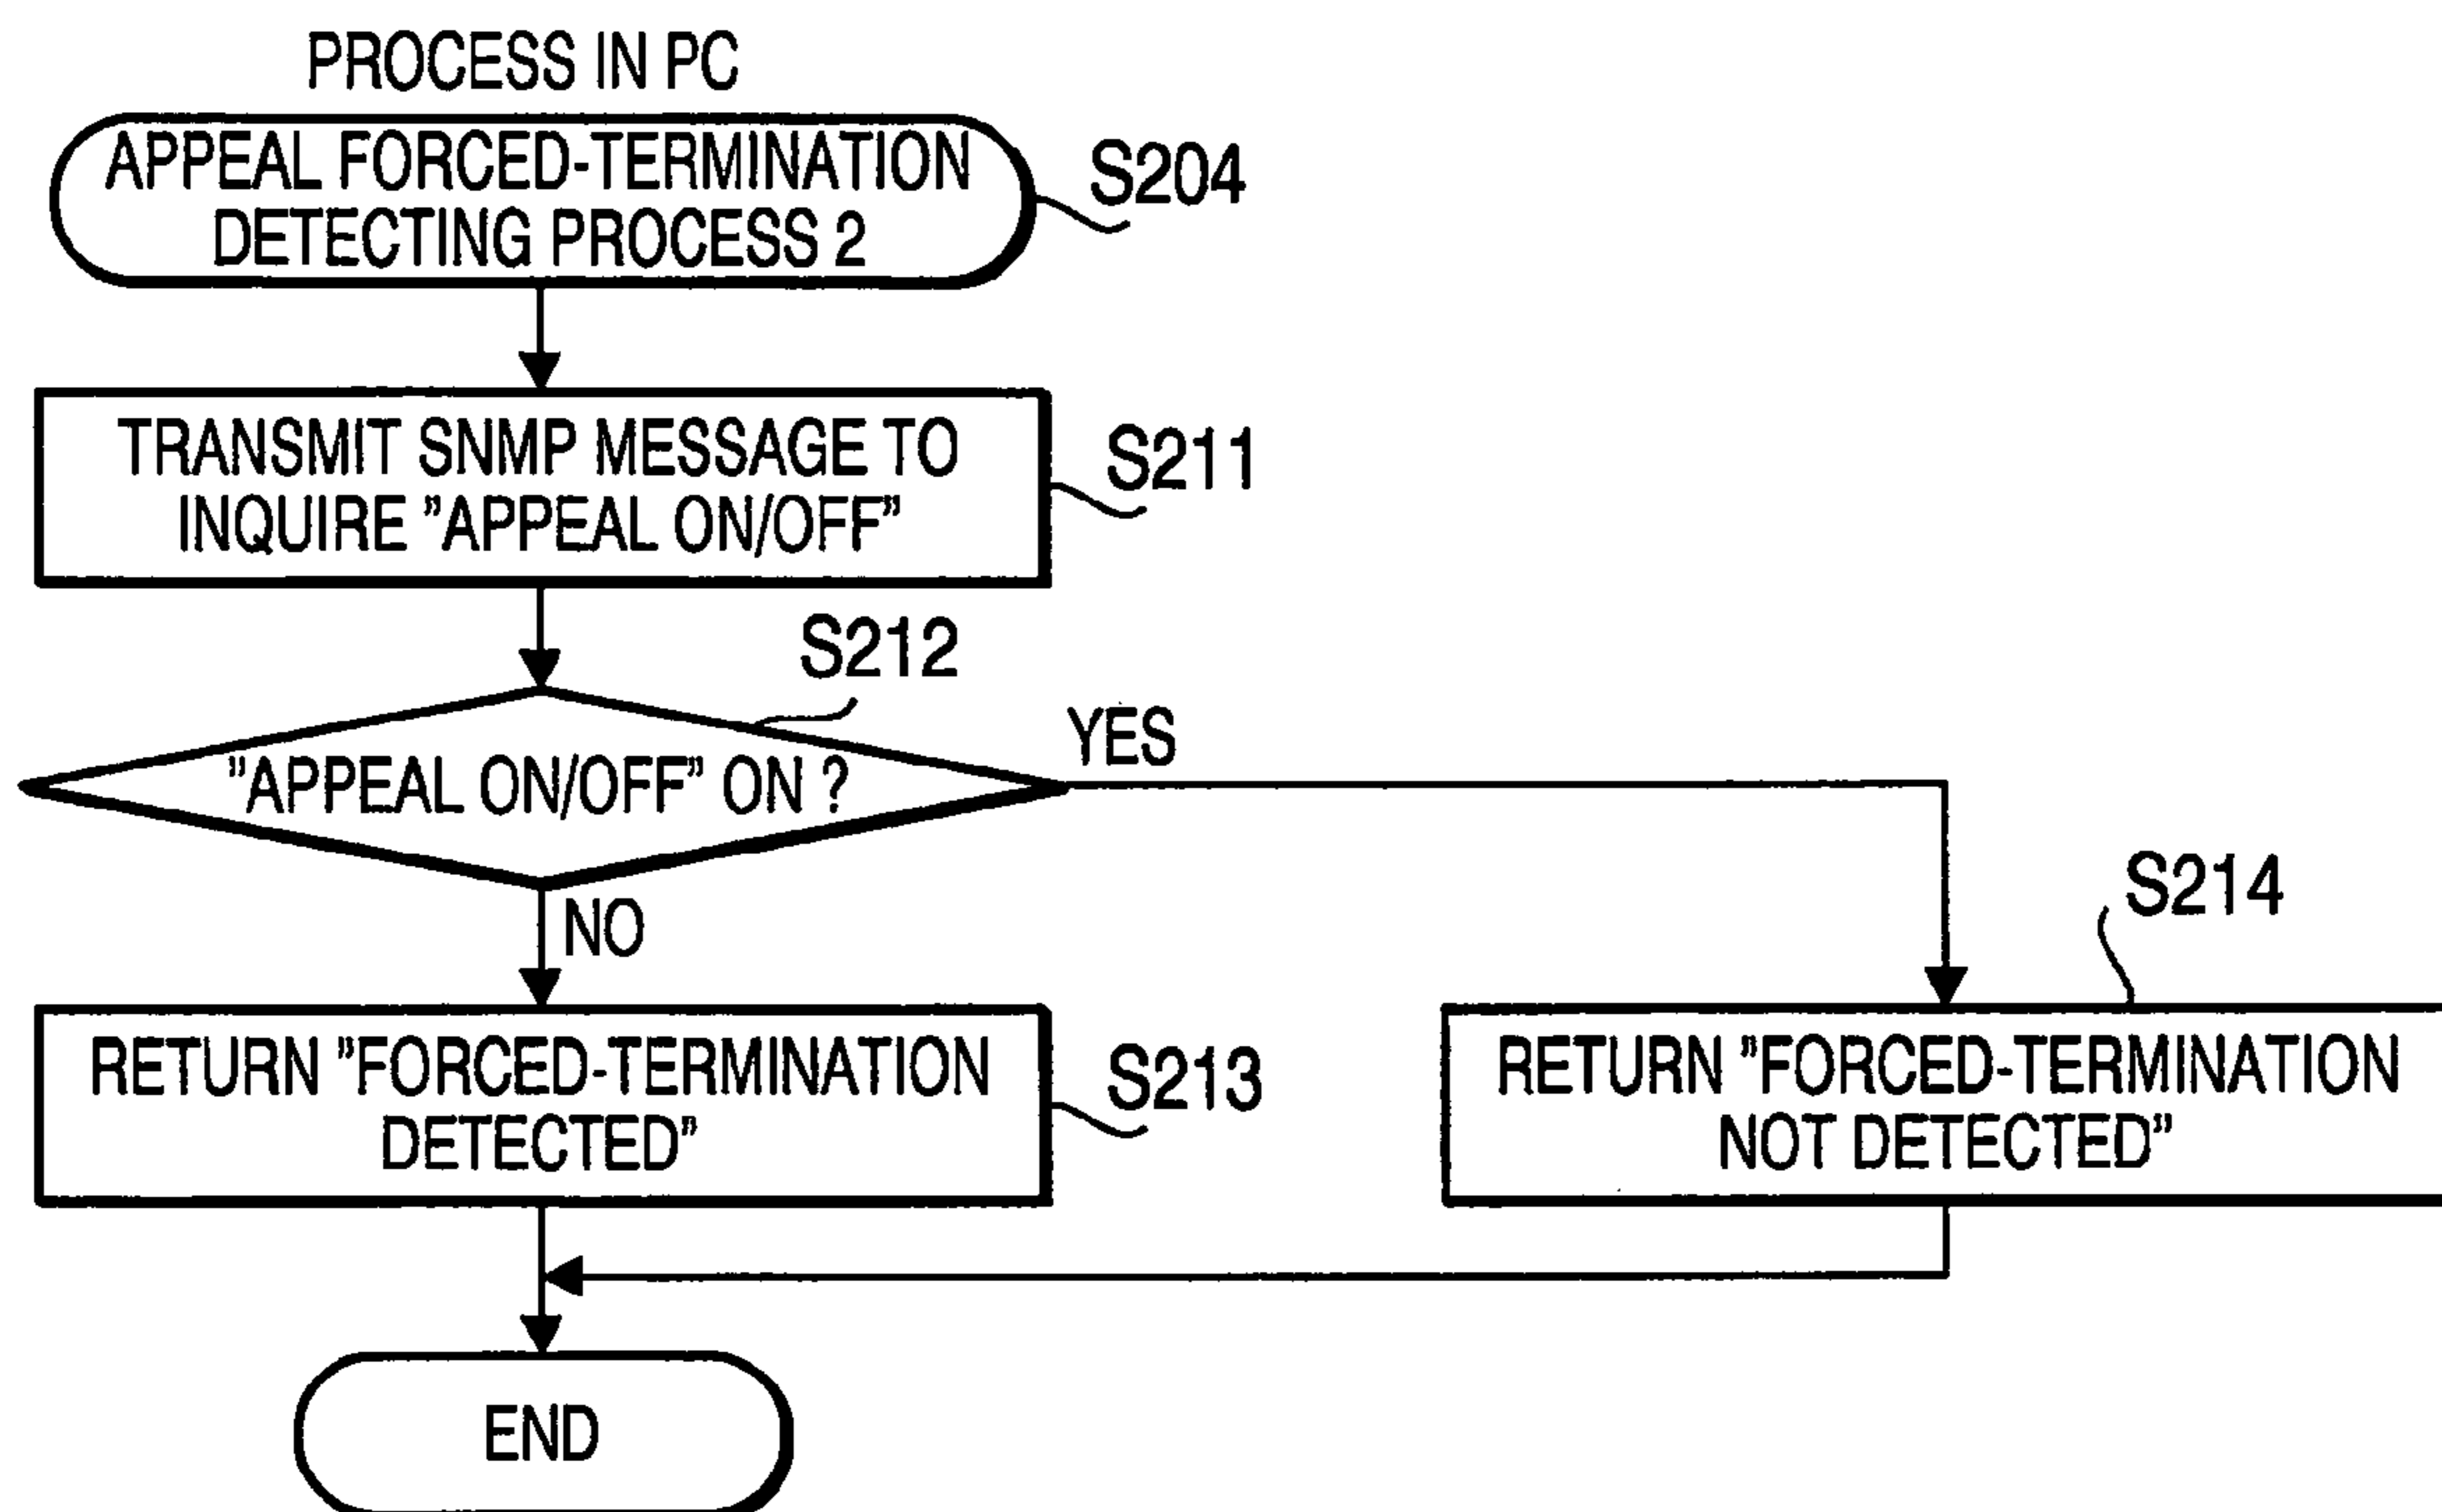 PROCESS IN PC
APPEAL FORCED-TERMINATION
DETECTING PROCESS 2
S204
TRANSMIT SNMP MESSAGE TO
INQUIRE ”APPEAL ON/OFF”
S211
S212
”APPEAL ON/OFF” ON ?
YES
NO
S214
RETURN ”FORCED-TERMINATION
DETECTED”
S213
RETURN ”FORCED-TERMINATION
NOT DETECTED”
END